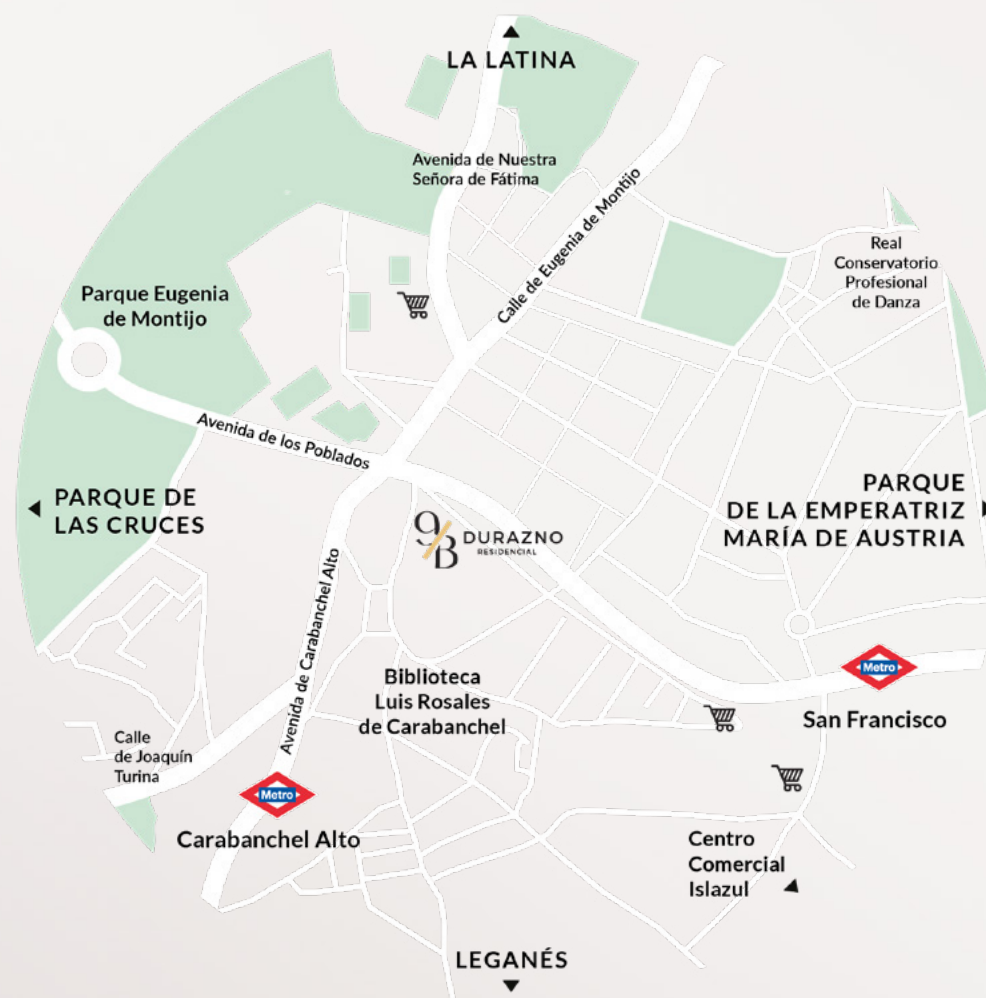 LA LATINA
Avenida de Nuestra
Señora de Fátima
Calle de Eugenia de Montijo
Real
Conservatorio
Profesional
de Danza
Parque Eugenia
de Montijo
Avenida de los Poblados
PARQUE DE
LAS CRUCES
PARQUE
DE LA EMPERATRIZ
MARÍA DE AUSTRIA
9/B DURAZNO
RESIDENCIAL
Avenida de Carabanchel Alto
Biblioteca
Luis Rosales
de Carabanchel
Metro
San Francisco
Calle
de Joaquín
Turina
Metro
Carabanchel Alto
Centro
Comercial
Islazul
LEGANÉS